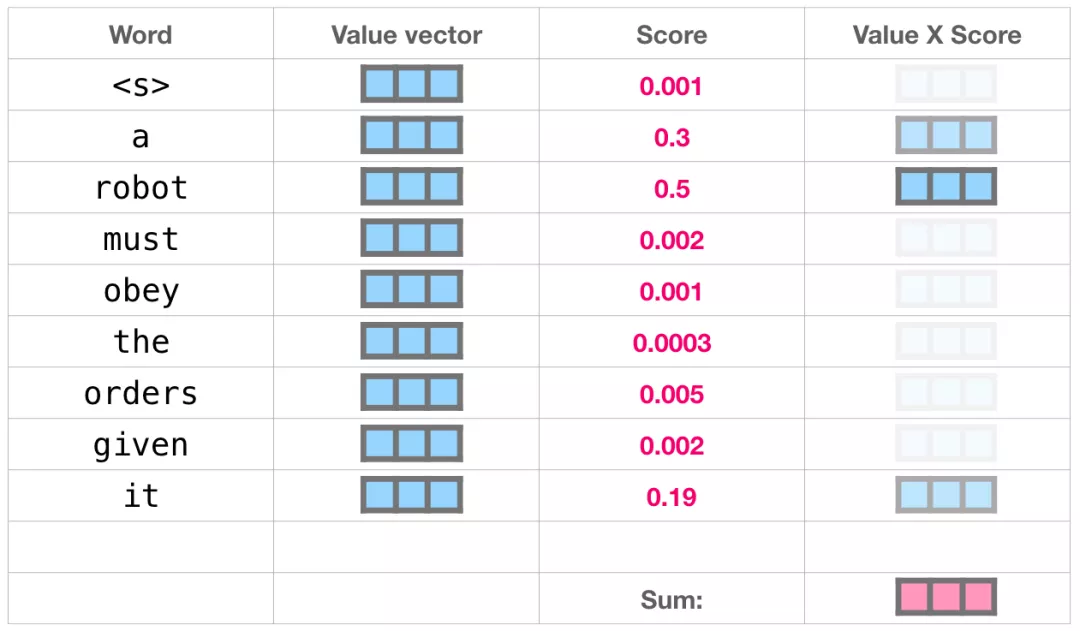 Word Value vector Score Value X Score
<s> 0.001
a 0.3
robot 0.5
must 0.002
obey 0.001
the 0.0003
orders 0.005
given 0.002
it 0.19
Sum: